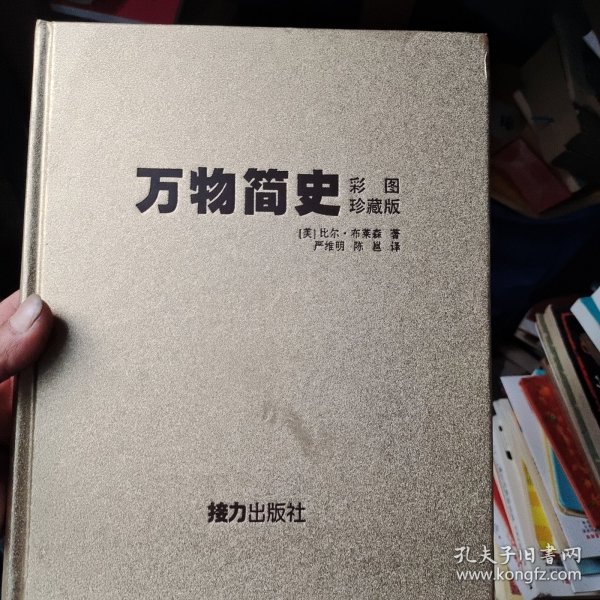 万物简史 彩图
珍藏版
[美]比尔·布莱森 著
严维明 陈邕 译
接力出版社
孔夫子旧书网
www.kongfz.com